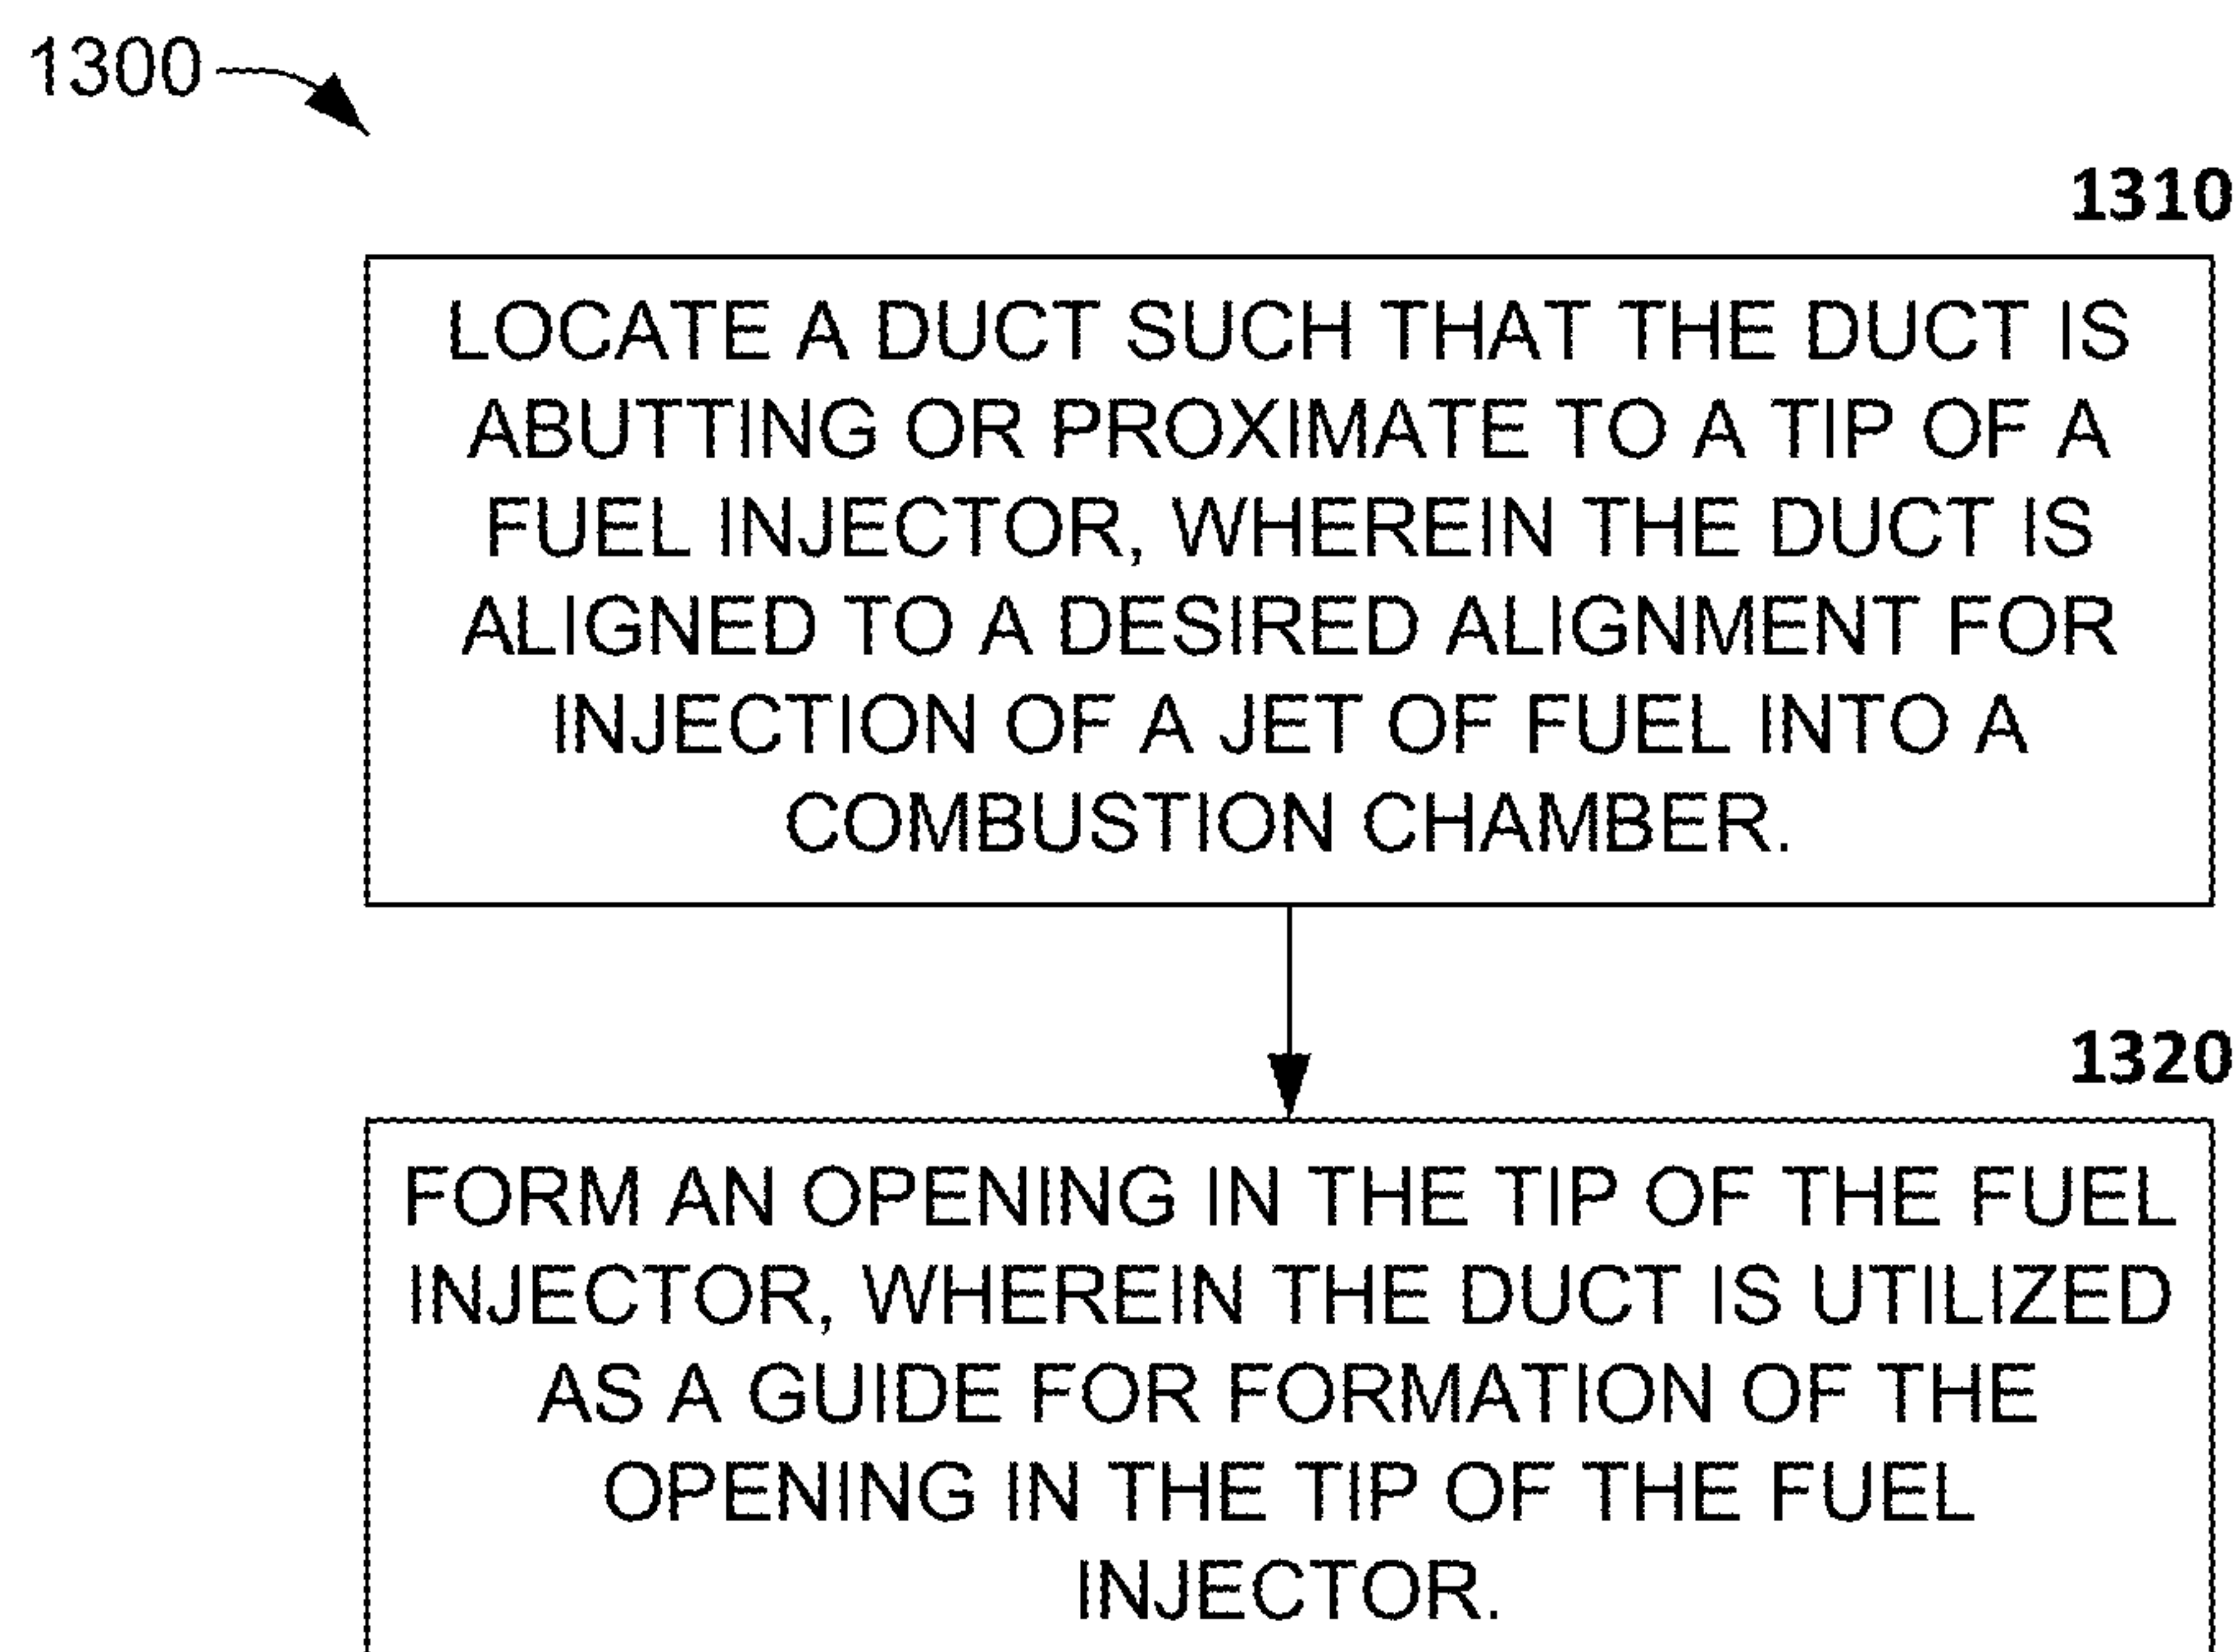 1300
1310
LOCATE A DUCT SUCH THAT THE DUCT IS
ABUTTING OR PROXIMATE TO A TIP OF A
FUEL INJECTOR, WHEREIN THE DUCT IS
ALIGNED TO A DESIRED ALIGNMENT FOR
INJECTION OF A JET OF FUEL INTO A
COMBUSTION CHAMBER.
1320
FORM AN OPENING IN THE TIP OF THE FUEL
INJECTOR, WHEREIN THE DUCT IS UTILIZED
AS A GUIDE FOR FORMATION OF THE
OPENING IN THE TIP OF THE FUEL
INJECTOR.